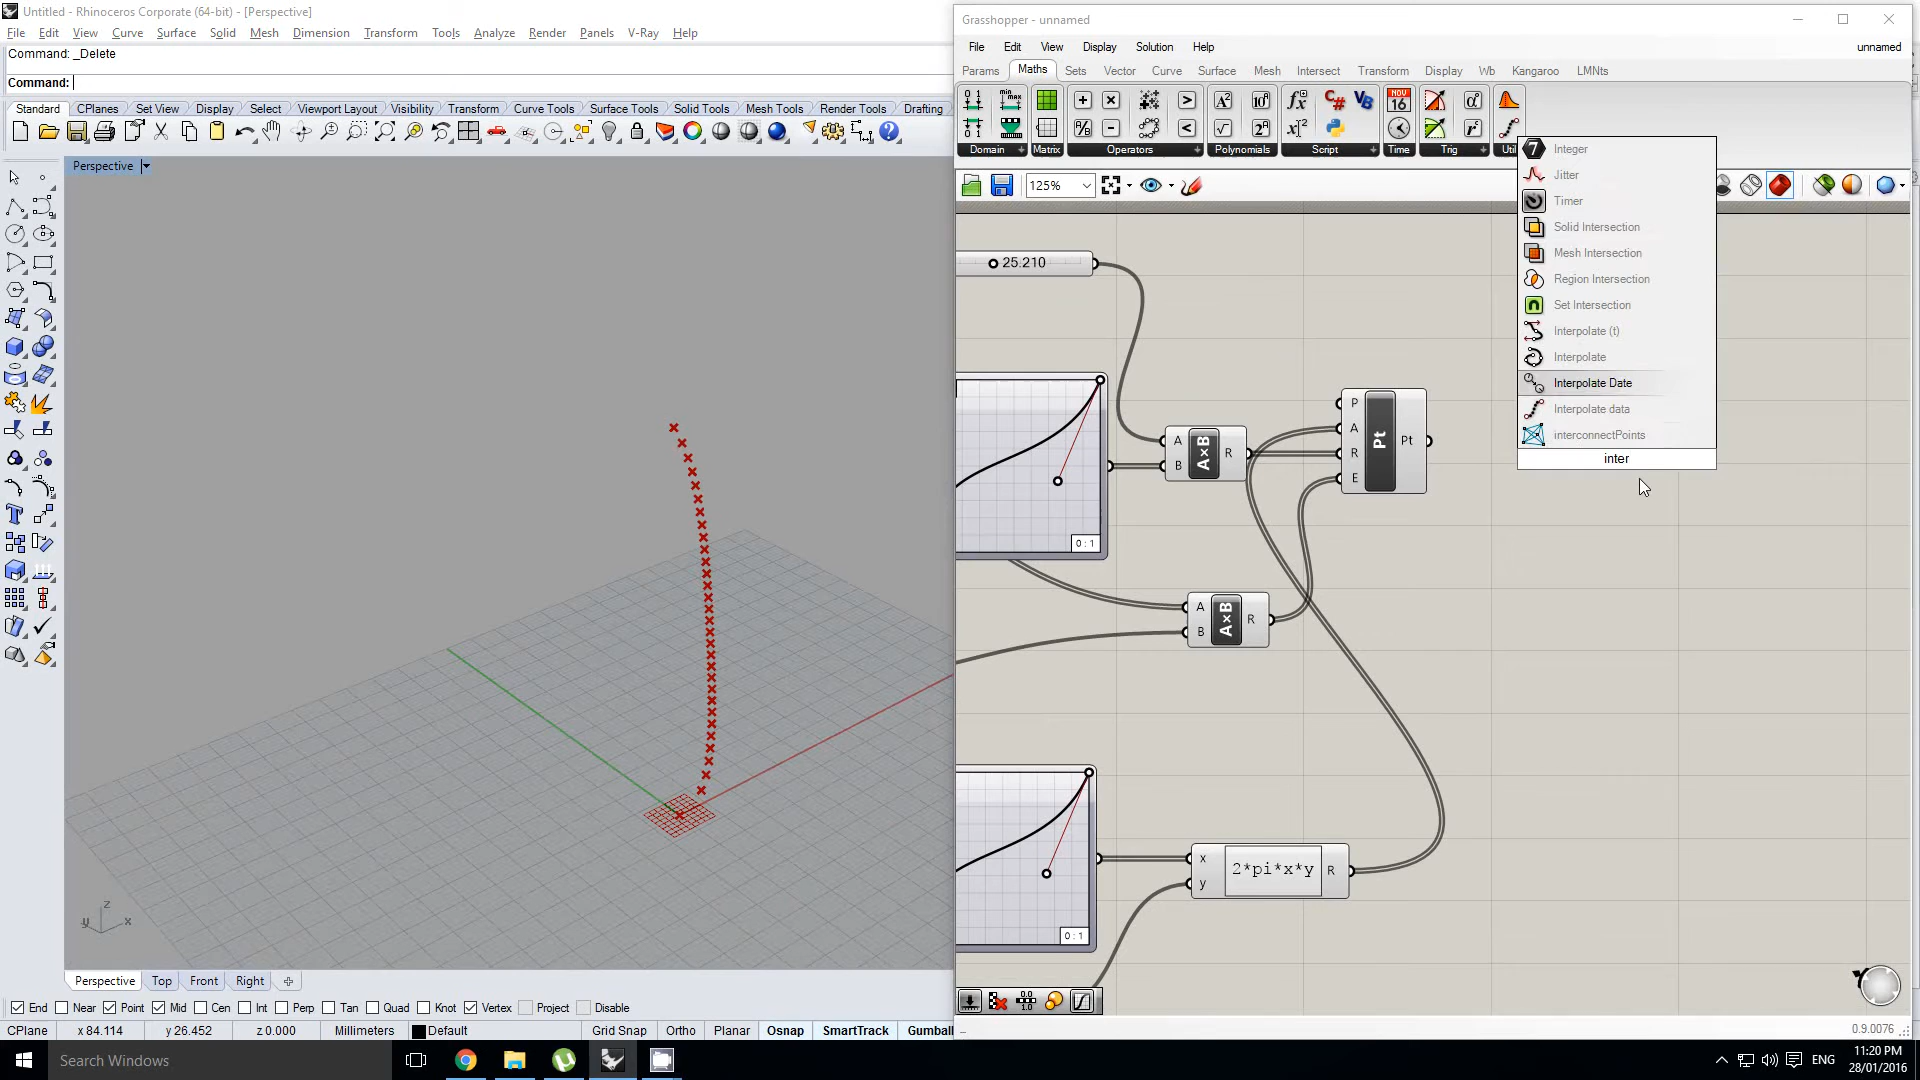 Untitled - Rhinoceros Corporate (64-bit) - [Perspective]
File Edit View Curve Surface Solid Mesh Dimension Transform Tools Analyze Render Panels V-Ray Help
Command: _Delete
Command:
Standard CPlanes Set View Display Select Viewport Layout Visibility Transform Curve Tools Surface Tools Solid Tools Mesh Tools Render Tools Drafting
Perspective
z
y x
Perspective Top Front Right
End Near Point Mid Cen Int Perp Tan Quad Knot Vertex Project Disable
CPlane x 84.114 y 26.452 z 0.000 Millimeters Default Grid Snap Ortho Planar Osnap SmartTrack Gumball
Grasshopper - unnamed
File Edit View Display Solution Help unnamed
Params Maths Sets Vector Curve Surface Mesh Intersect Transform Display Wb Kangaroo LMNts
Domain Matrix Operators Polynomials Script Time Trig Util
125%
Integer
Jitter
Timer
Solid Intersection
Mesh Intersection
Region Intersection
Set Intersection
Interpolate (t)
Interpolate
Interpolate Date
Interpolate data
interconnectPoints
inter
25.210
A B A×B R
P A R E Pt Pt
0 : 1
A B A×B R
x y 2*pi*x*y R
0 : 1
0.9.0076
Search Windows
ENG
11:20 PM
28/01/2016